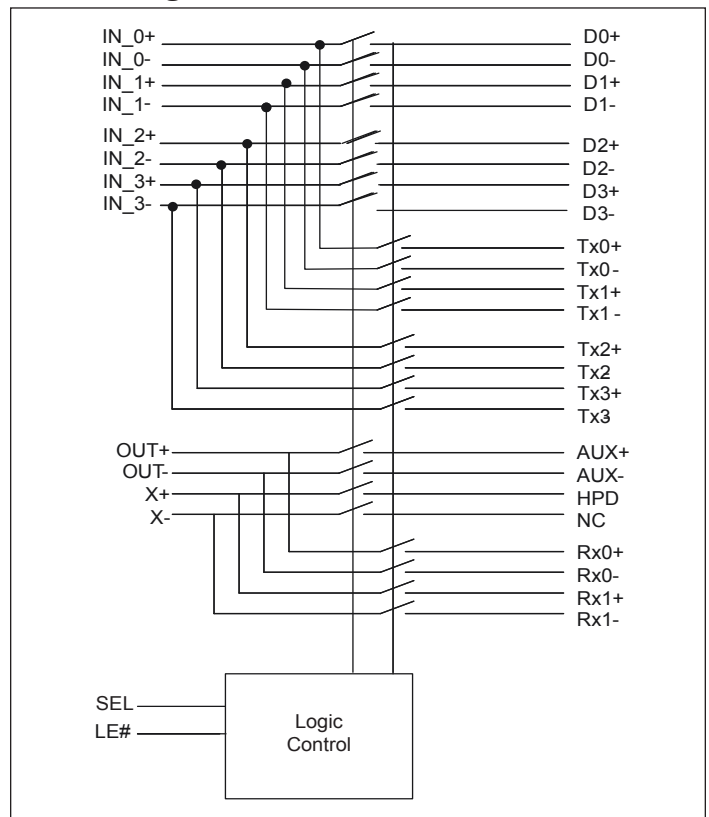 IN_0+ D0+
IN_0- D0-
IN_1+ D1+
IN_1- D1-
IN_2+ D2+
IN_2- D2-
IN_3+ D3+
IN_3- D3-
Tx0+
Tx0-
Tx1+
Tx1-
Tx2+
Tx2
Tx3+
Tx3
OUT+ AUX+
OUT- AUX-
X+ HPD
X- NC
Rx0+
Rx0-
Rx1+
Rx1-
SEL
LE#
Logic
Control